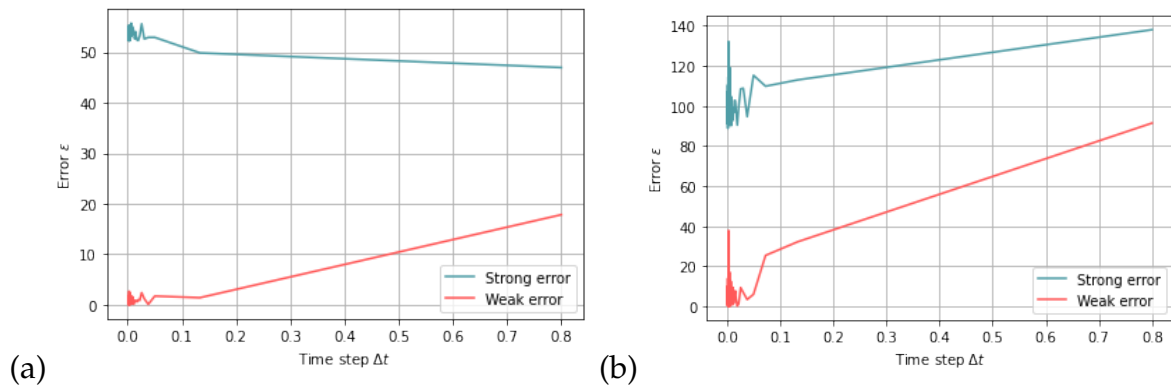 Error ε
50
40
30
20
10
0
0.0 0.1 0.2 0.3 0.4 0.5 0.6 0.7 0.8
Time step Δt
Strong error
Weak error
(a)
Error ε
140
120
100
80
60
40
20
0
0.0 0.1 0.2 0.3 0.4 0.5 0.6 0.7 0.8
Time step Δt
Strong error
Weak error
(b)